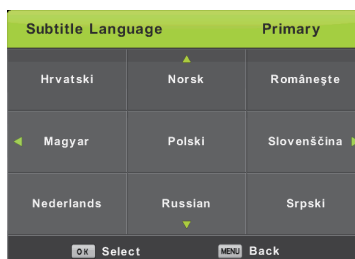 Subtitle Language Primary
Hrvatski Norsk Româneşte
Magyar Polski Slovenščina
Nederlands Russian Srpski
OK Select MENU Back